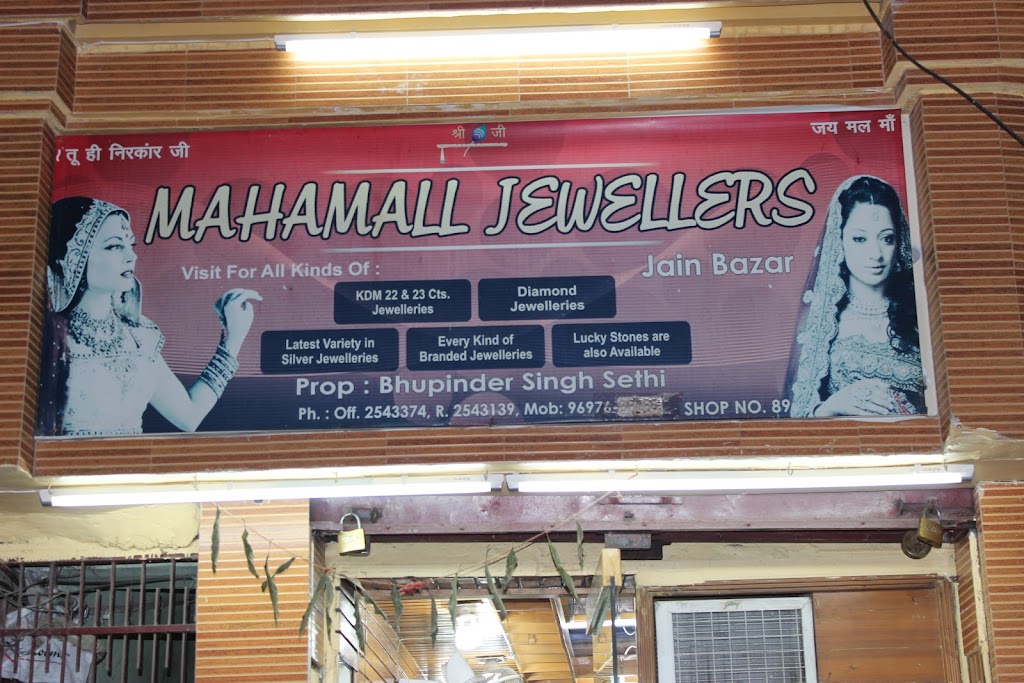 तू ही निरकांर जी
श्री जी
जय मल माँ
MAHAMALL JEWELLERS
Visit For All Kinds Of :
Jain Bazar
KDM 22 & 23 Cts.
Jewelleries
Diamond
Jewelleries
Latest Variety in
Silver Jewelleries
Every Kind of
Branded Jewelleries
Lucky Stones are
also Available
Prop : Bhupinder Singh Sethi
Ph. : Off. 2543374, R. 2543139, Mob: 96976- SHOP NO. 89